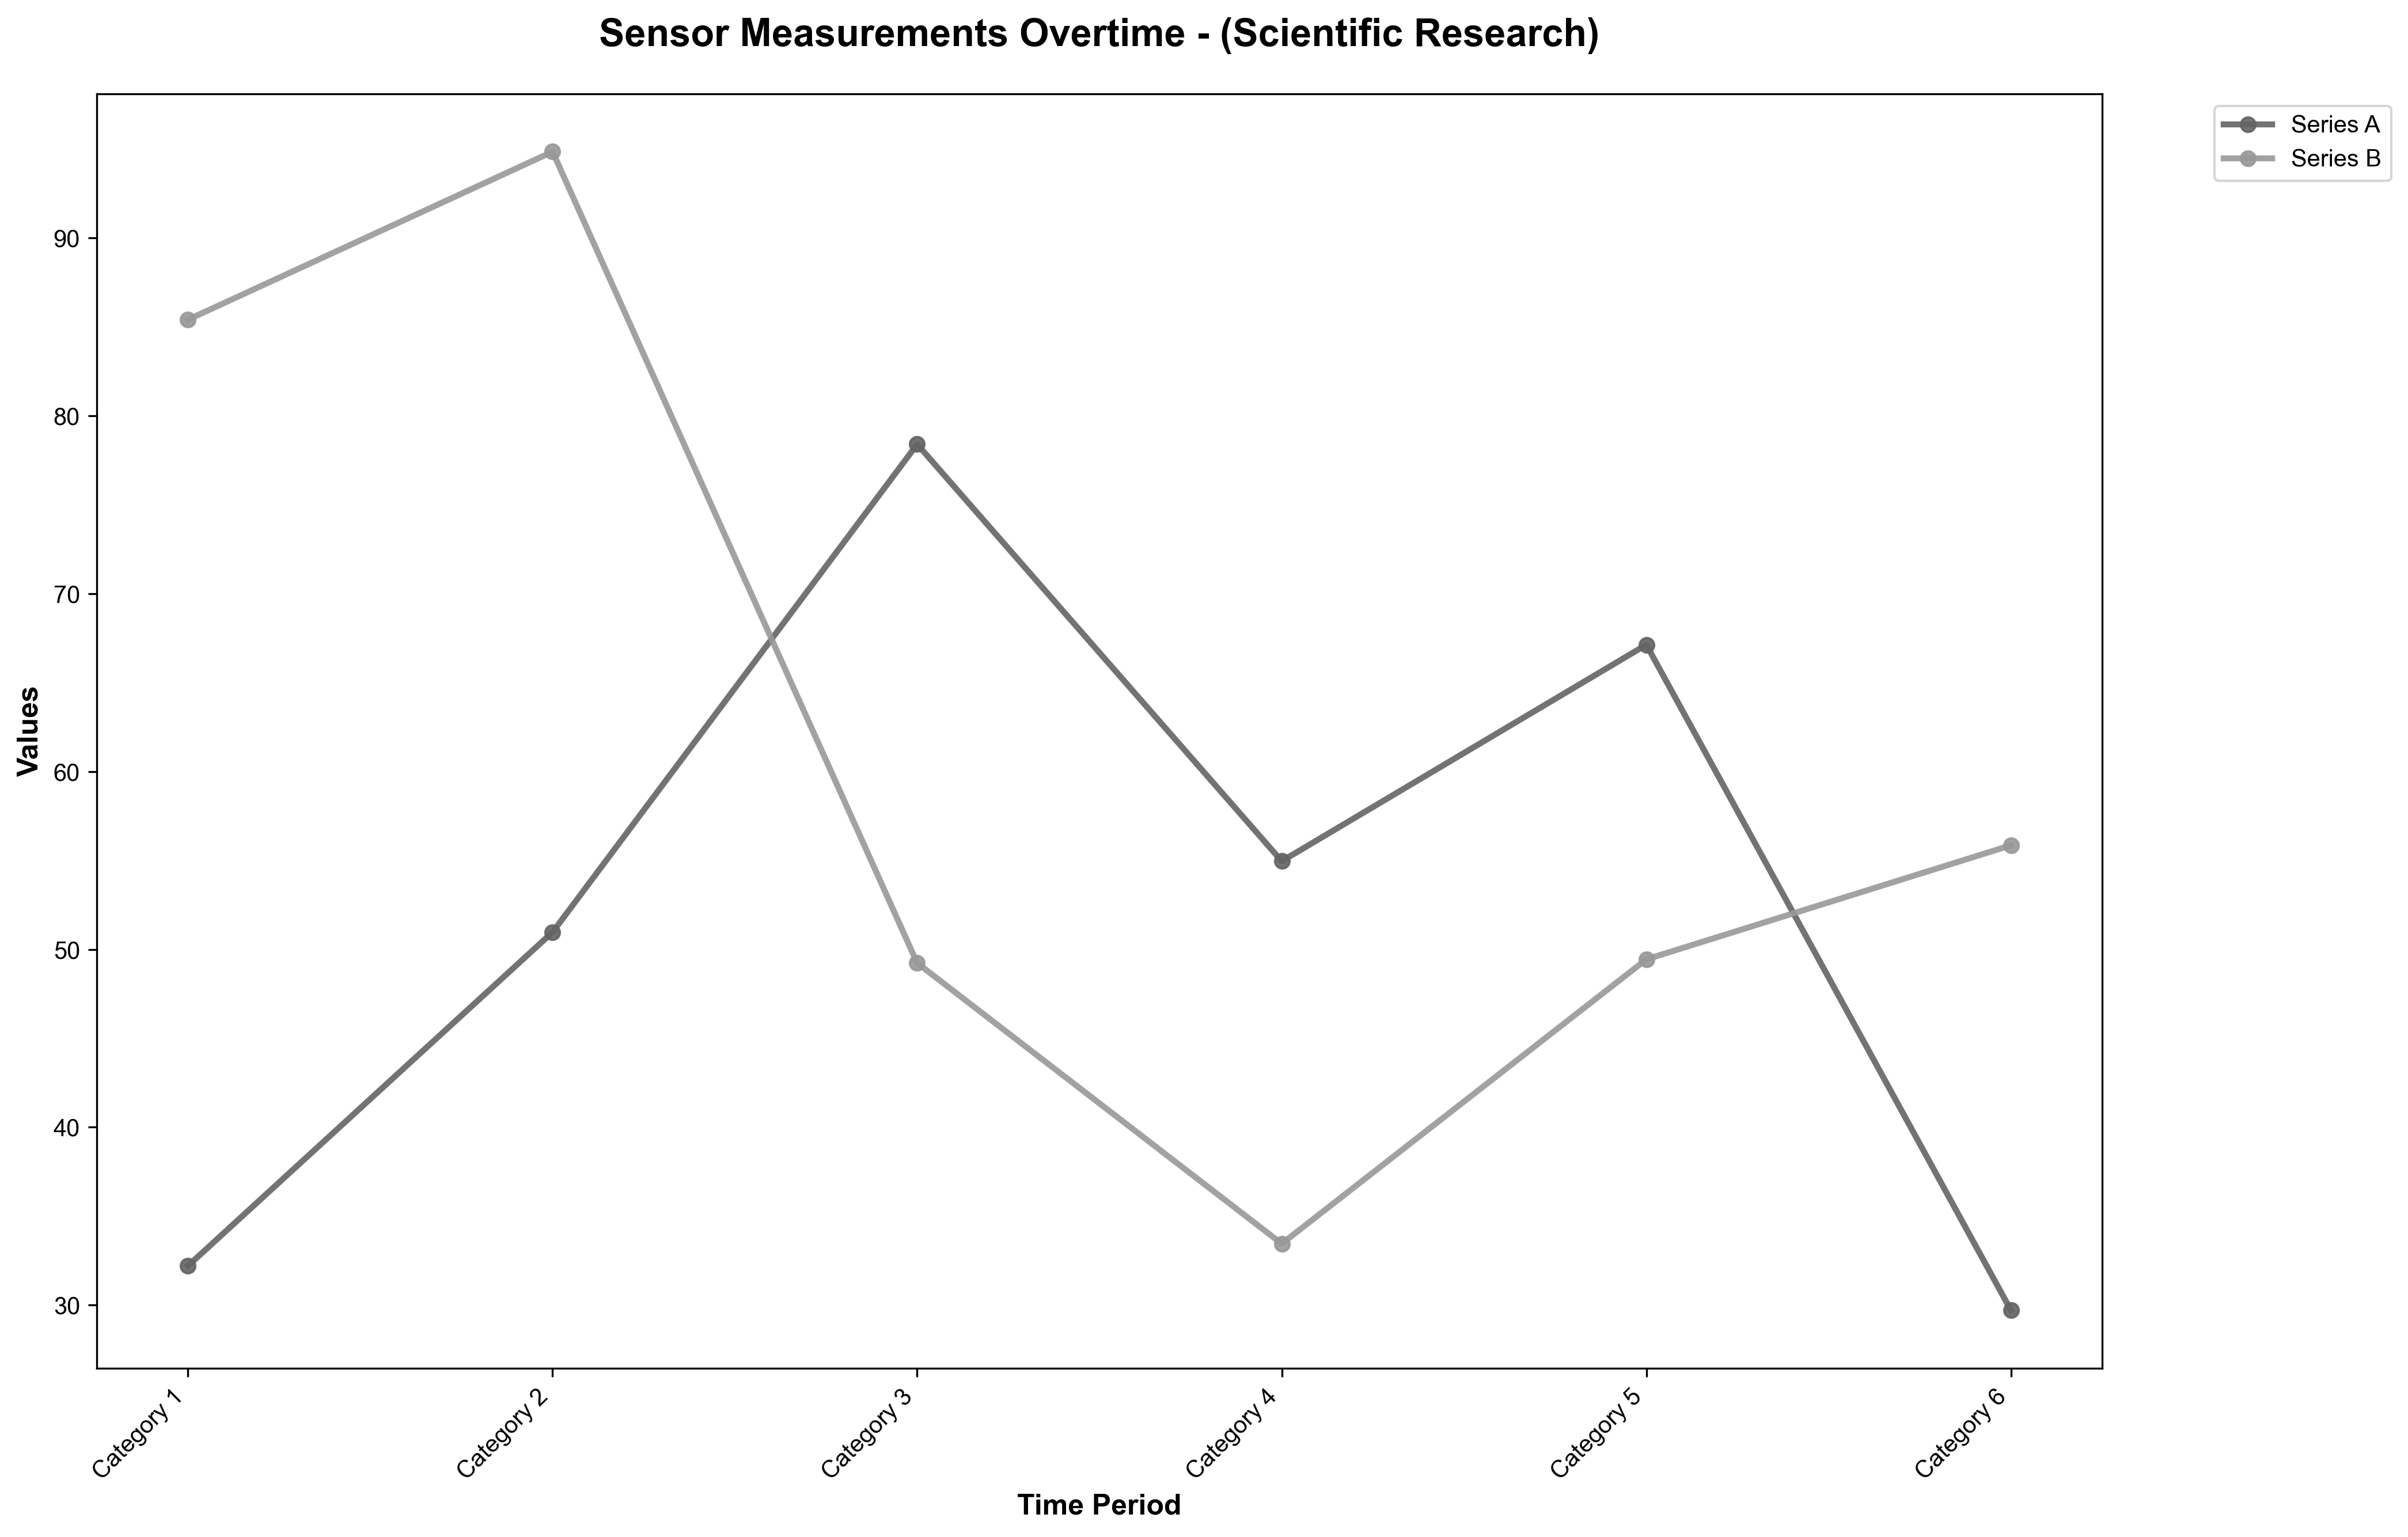 Sensor Measurements Overtime - (Scientific Research)
Series A
Series B
90
80
70
60
50
40
30
Values
Category 1
Category 2
Category 3
Category 4
Category 5
Category 6
Time Period